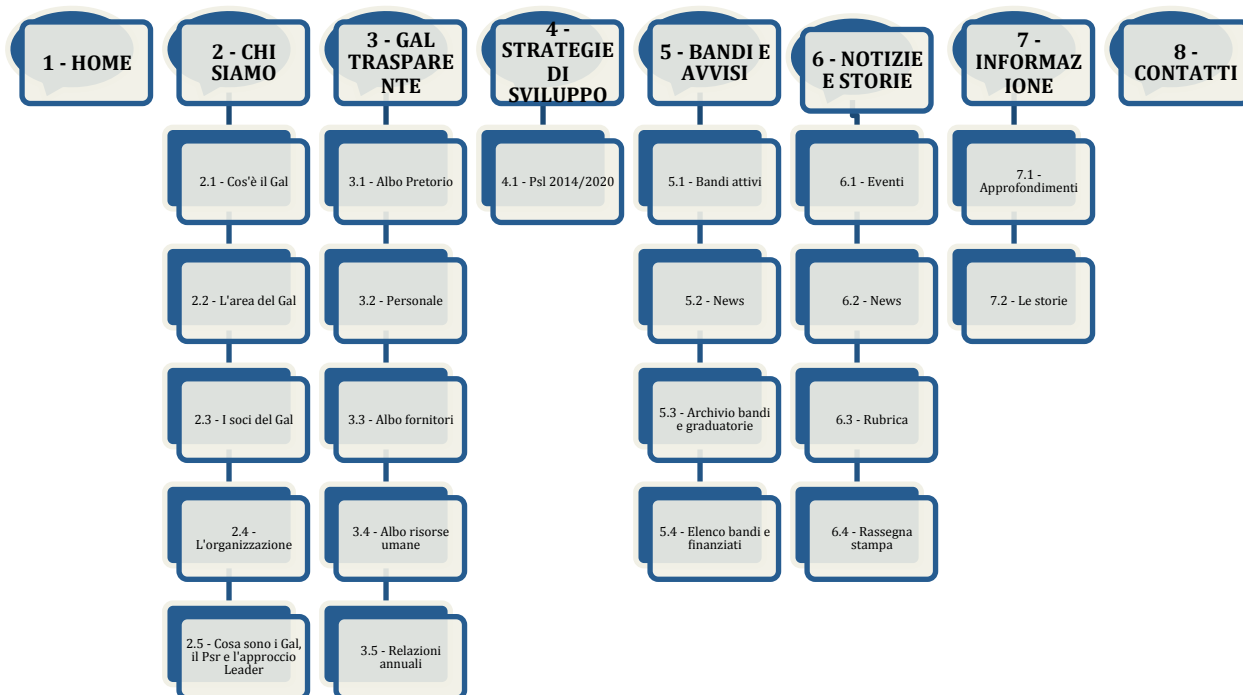 1 - HOME
2 - CHI
SIAMO
3 - GAL
TRASPARE
NTE
4 -
STRATEGIE
DI
SVILUPPO
5 - BANDI E
AVVISI
6 - NOTIZIE
E STORIE
7 -
INFORMAZ
IONE
8 -
CONTATTI
2.1 - Cos'è il Gal
3.1 - Albo Pretorio
4.1 - Psl 2014/2020
5.1 - Bandi attivi
6.1 - Eventi
7.1 -
Approfondimenti
2.2 - L'area del Gal
3.2 - Personale
5.2 - News
6.2 - News
7.2 - Le storie
2.3 - I soci del Gal
3.3 - Albo fornitori
5.3 - Archivio bandi
e graduatorie
6.3 - Rubrica
2.4 -
L'organizzazione
3.4 - Albo risorse
umane
5.4 - Elenco bandi e
finanziati
6.4 - Rassegna
stampa
2.5 - Cosa sono i Gal,
il Psr e l'approccio
Leader
3.5 - Relazioni
annuali